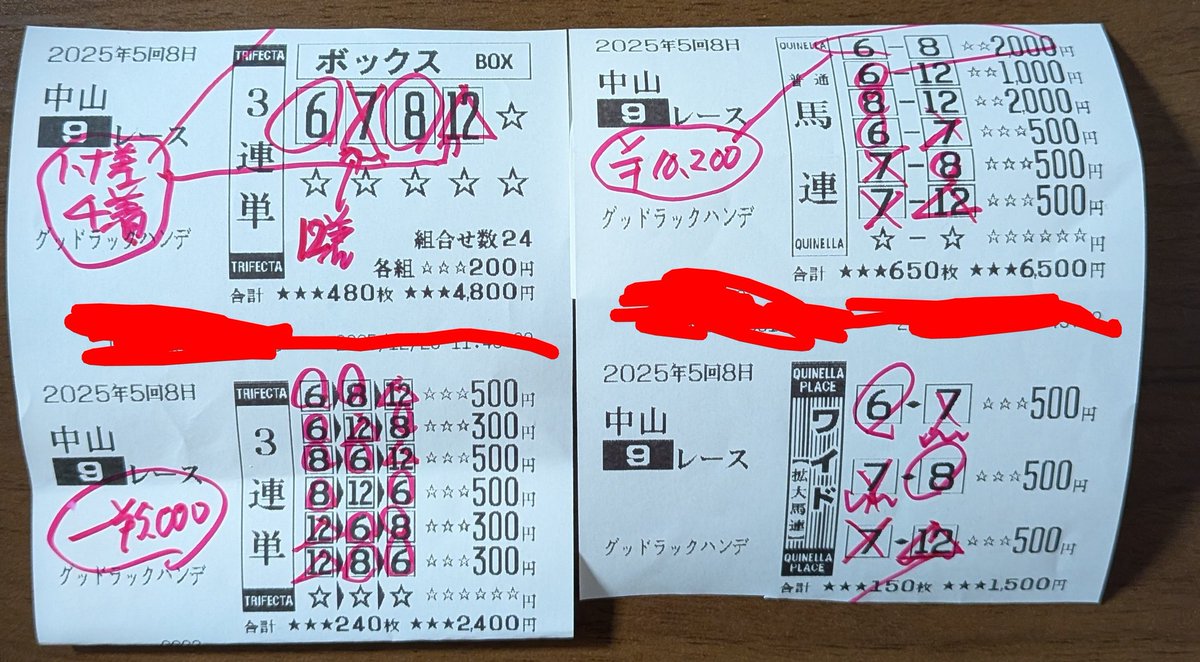 2025年5回8日
中山
9レース
グッドラックハンデ
TRIFECTA
3連単
TRIFECTA
ボックス BOX
6 7 8 12 ☆
☆ ☆ ☆ ☆ ☆
組合せ数24
各組 ☆☆☆200円
合計 ★★★480枚 ★★★4,800円
ハナ差
4着
12着
2025年5回8日
中山
9レース
グッドラックハンデ
QUINELLA
普通
馬連
QUINELLA
6-8 ☆☆2,000円
6-12 ☆☆1,000円
8-12 ☆☆2,000円
6-7 ☆☆☆500円
7-8 ☆☆☆500円
7-12 ☆☆☆500円
☆-☆ ☆☆☆☆☆☆円
合計 ★★★650枚 ★★★6,500円
¥10,200
2025年5回8日
中山
9レース
グッドラックハンデ
TRIFECTA
3連単
TRIFECTA
6▶8▶12 ☆☆☆500円
6▶12▶8 ☆☆☆300円
8▶6▶12 ☆☆☆500円
8▶12▶6 ☆☆☆500円
12▶6▶8 ☆☆☆300円
12▶8▶6 ☆☆☆300円
☆▶☆▶☆ ☆☆☆☆☆☆円
合計 ★★★240枚 ★★★2,400円
2025年5回8日
中山
9レース
グッドラックハンデ
QUINELLA PLACE
ワイド
(拡大馬連)
QUINELLA PLACE
6-7 ☆☆☆500円
7-8 ☆☆☆500円
7-12 ☆☆☆500円
合計 ★★★150枚 ★★★1,500円